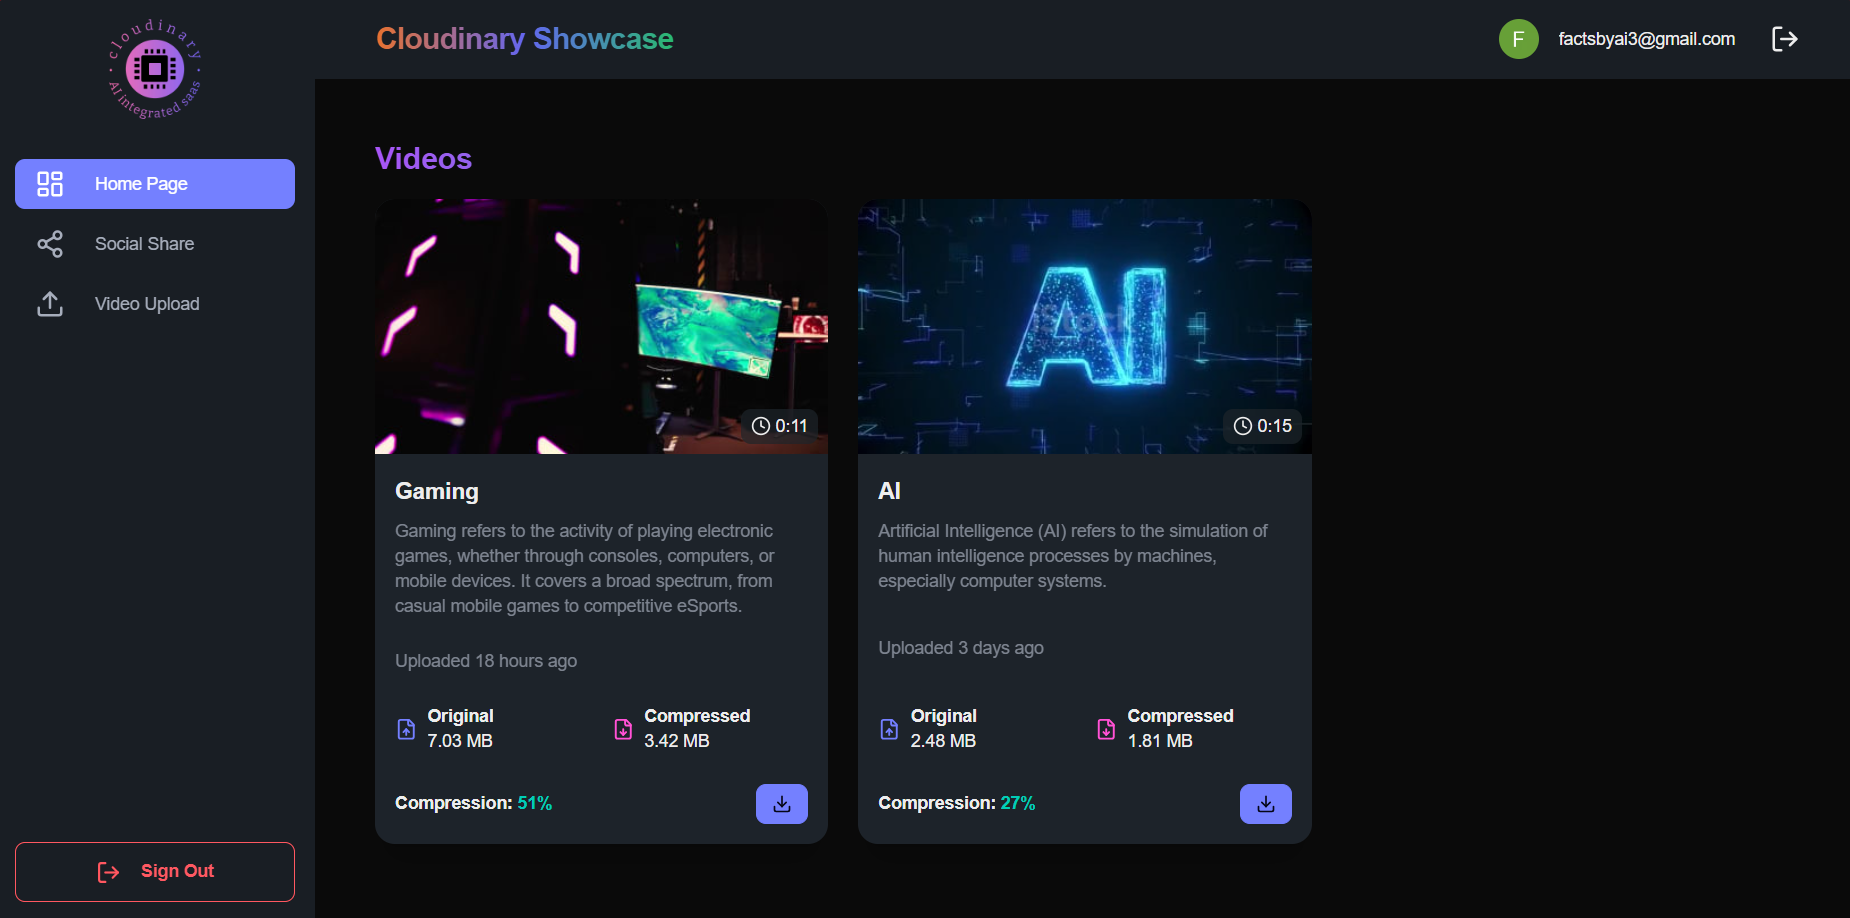 cloudinary
AI integrated saas
Cloudinary Showcase
F
factsbyai3@gmail.com
Home Page
Social Share
Video Upload
Sign Out
Videos
0:11
Gaming
Gaming refers to the activity of playing electronic
games, whether through consoles, computers, or
mobile devices. It covers a broad spectrum, from
casual mobile games to competitive eSports.
Uploaded 18 hours ago
Original
7.03 MB
Compressed
3.42 MB
Compression: 51%
AI
iStock
0:15
AI
Artificial Intelligence (AI) refers to the simulation of
human intelligence processes by machines,
especially computer systems.
Uploaded 3 days ago
Original
2.48 MB
Compressed
1.81 MB
Compression: 27%